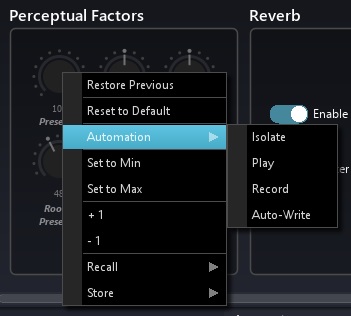 Perceptual Factors
Reverb
Restore Previous
Reset to Default
Automation
Set to Min
Set to Max
+ 1
- 1
Recall
Store
Isolate
Play
Record
Auto-Write
Enable